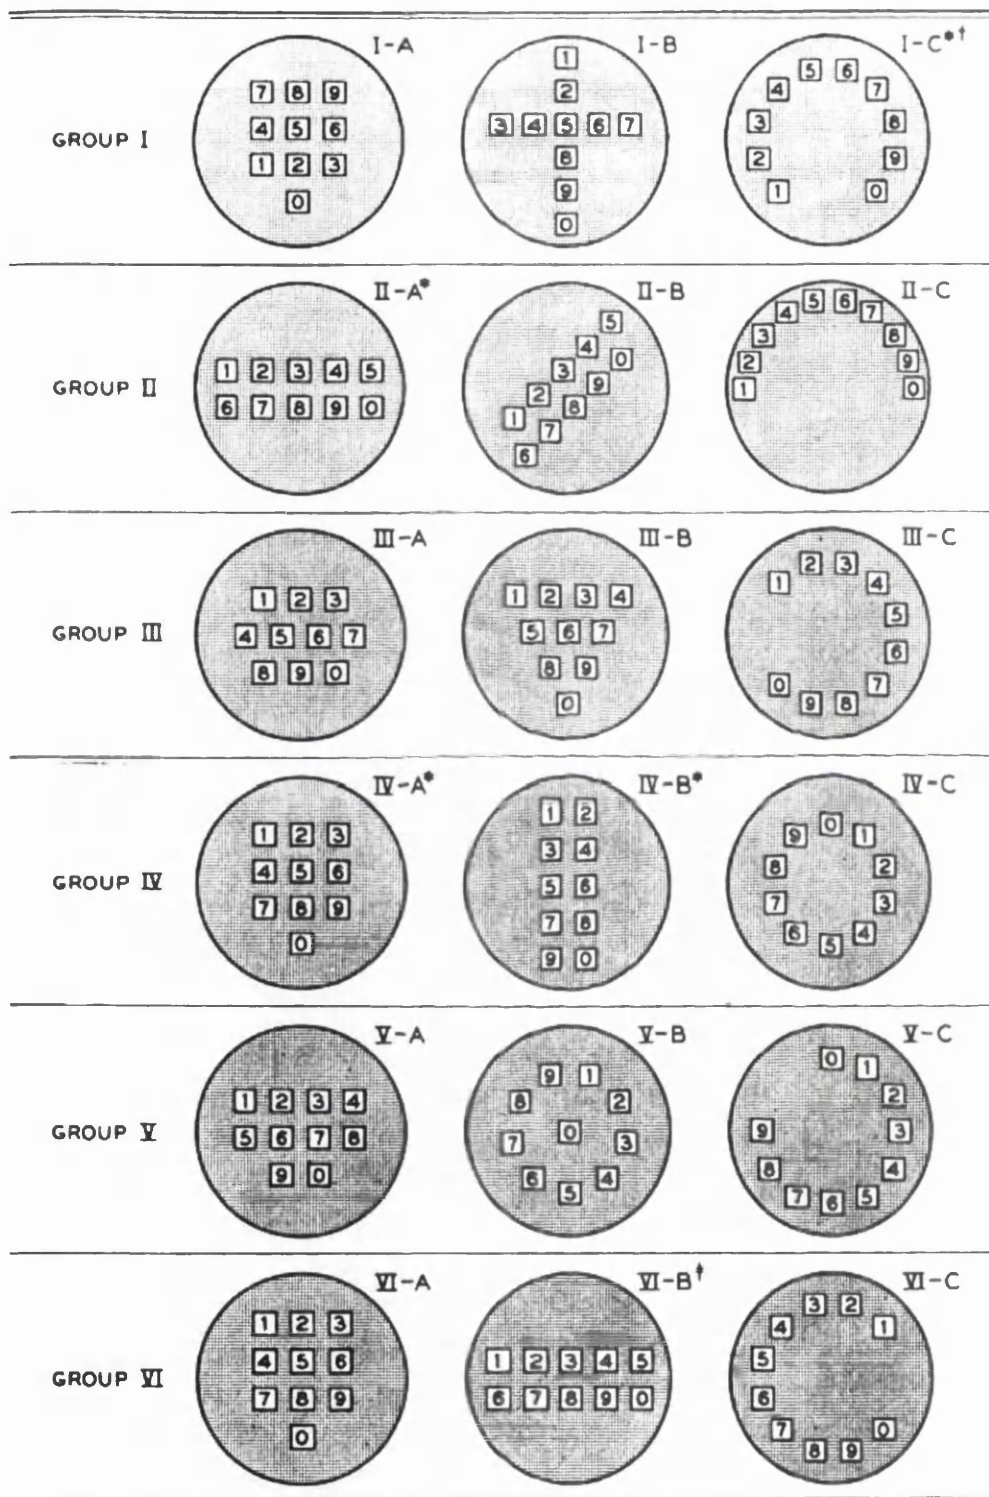 I-A I-B I-C*†
GROUP I
7 8 9
4 5 6
1 2 3
0
1
2
3 4 5 6 7
8
9
0
5 6
4 7
3 8
2 9
1 0
II-A* II-B II-C
GROUP II
1 2 3 4 5
6 7 8 9 0
5
4 0
3 9
2 8
1 7
6
5 6
4 7
3 8
2 9
1 0
III-A III-B III-C
GROUP III
1 2 3
4 5 6 7
8 9 0
1 2 3 4
5 6 7
8 9
0
2 3
1 4
5
6
0 7
9 8
IV-A* IV-B* IV-C
GROUP IV
1 2 3
4 5 6
7 8 9
0
1 2
3 4
5 6
7 8
9 0
0
9 1
8 2
7 3
6 4
5
V-A V-B V-C
GROUP V
1 2 3 4
5 6 7 8
9 0
9 1
8 2
7 0 3
6 4
5
0
1
2
9 3
8 4
7 6 5
VI-A VI-B‡ VI-C
GROUP VI
1 2 3
4 5 6
7 8 9
0
1 2 3 4 5
6 7 8 9 0
3 2
4 1
5
6
7 0
8 9